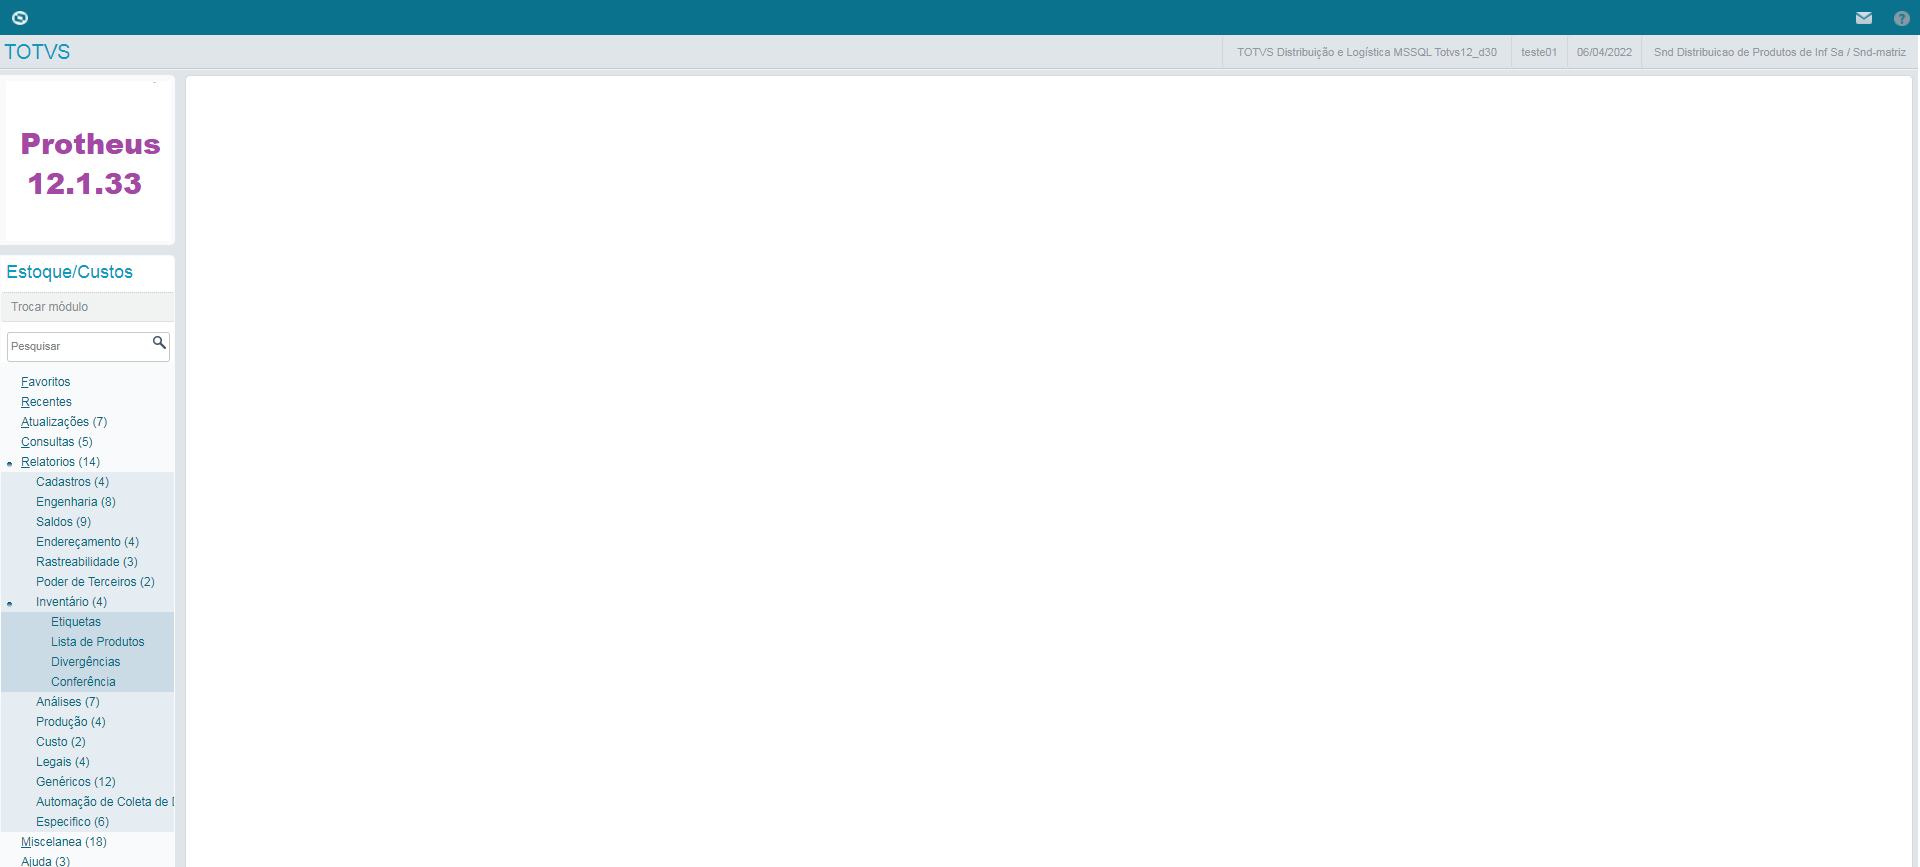 TOTVS
TOTVS Distribuição e Logística MSSQL Totvs12_d30
teste01
06/04/2022
Snd Distribuicao de Produtos de Inf Sa / Snd-matriz
Protheus
12.1.33
Estoque/Custos
Trocar módulo
Pesquisar
Favoritos
Recentes
Atualizações (7)
Consultas (5)
Relatorios (14)
Cadastros (4)
Engenharia (8)
Saldos (9)
Endereçamento (4)
Rastreabilidade (3)
Poder de Terceiros (2)
Inventário (4)
Etiquetas
Lista de Produtos
Divergências
Conferência
Análises (7)
Produção (4)
Custo (2)
Legais (4)
Genéricos (12)
Automação de Coleta de
Especifico (6)
Miscelanea (18)
Ajuda (3)